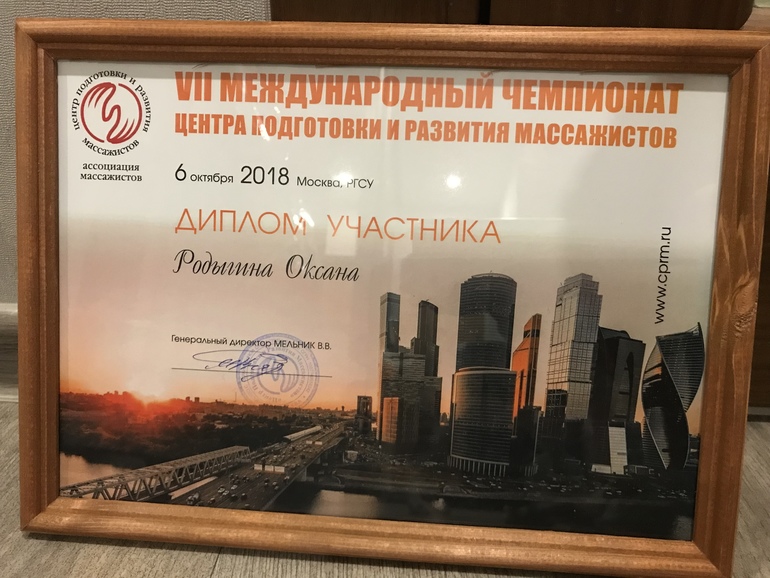 центр подготовки и развития
массажистов
ассоциация
массажистов
VII МЕЖДУНАРОДНЫЙ ЧЕМПИОНАТ
ЦЕНТРА ПОДГОТОВКИ И РАЗВИТИЯ МАССАЖИСТОВ
6 октября 2018 Москва, РГСУ
ДИПЛОМ УЧАСТНИКА
Родыгина Оксана
www.cprm.ru
Генеральный директор МЕЛЬНИК В.В.